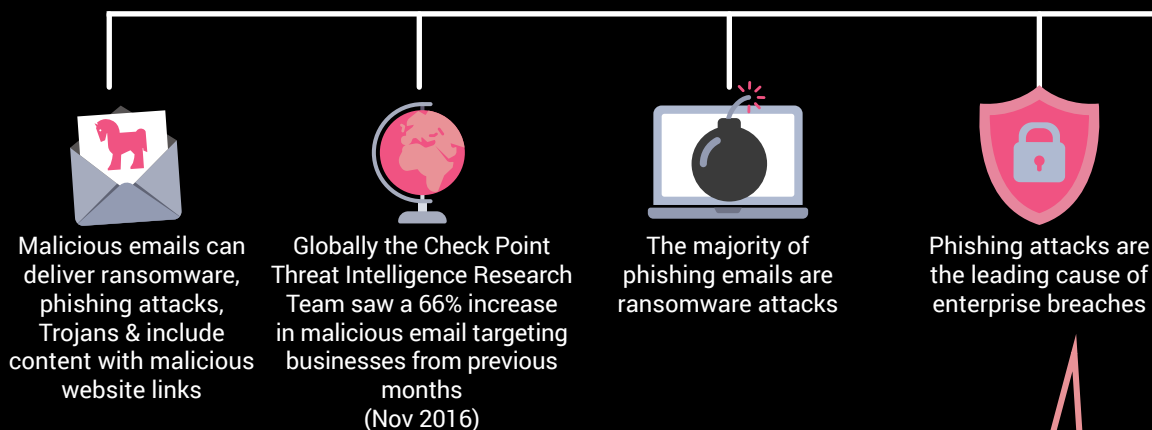 Malicious emails can
deliver ransomware,
phishing attacks,
Trojans & include
content with malicious
website links
Globally the Check Point
Threat Intelligence Research
Team saw a 66% increase
in malicious email targeting
businesses from previous
months
(Nov 2016)
The majority of
phishing emails are
ransomware attacks
Phishing attacks are
the leading cause of
enterprise breaches